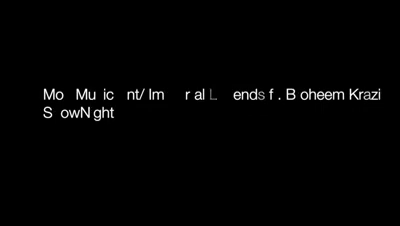 Mo Mu ic nt/ Im r al L ends f . B oheem Krazi
S owN ght